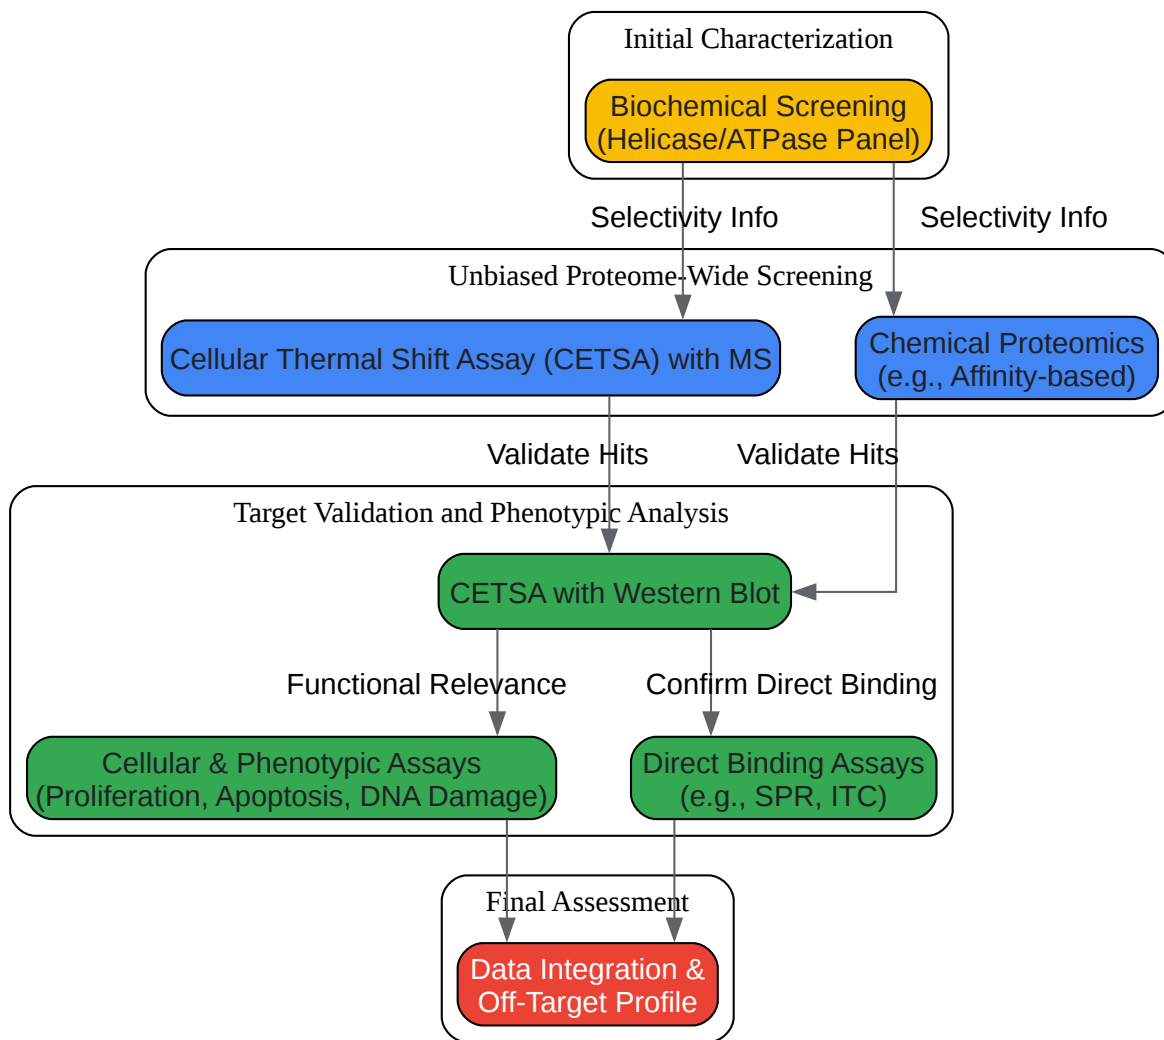 Initial Characterization
Biochemical Screening
(Helicase/ATPase Panel)
Selectivity Info
Selectivity Info
Unbiased Proteome-Wide Screening
Cellular Thermal Shift Assay (CETSA) with MS
Chemical Proteomics
(e.g., Affinity-based)
Validate Hits
Validate Hits
Target Validation and Phenotypic Analysis
CETSA with Western Blot
Functional Relevance
Confirm Direct Binding
Cellular & Phenotypic Assays
(Proliferation, Apoptosis, DNA Damage)
Direct Binding Assays
(e.g., SPR, ITC)
Final Assessment
Data Integration &
Off-Target Profile